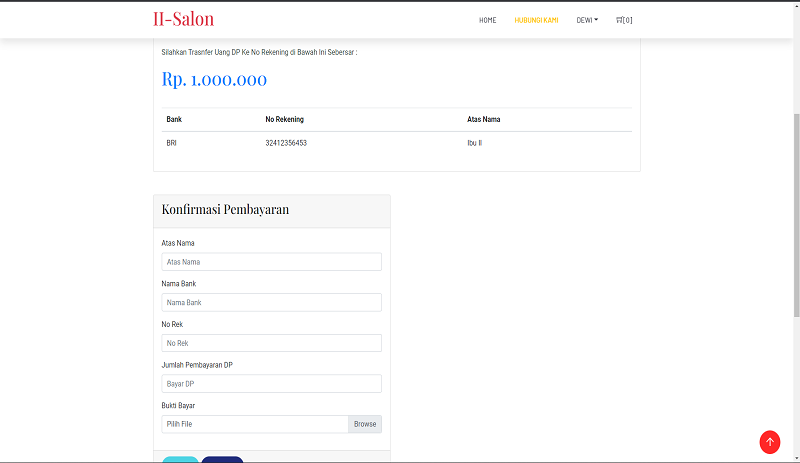 II-Salon
HOME
HUBUNGI KAMI
DEWI
[0]
Silahkan Trasnfer Uang DP Ke No Rekening di Bawah Ini Sebersar :
Rp. 1.000.000
Bank No Rekening Atas Nama
BRI 32412356453 Ibu II
Konfirmasi Pembayaran
Atas Nama
Atas Nama
Nama Bank
Nama Bank
No Rek
No Rek
Jumlah Pembayaran DP
Bayar DP
Bukti Bayar
Pilih File Browse